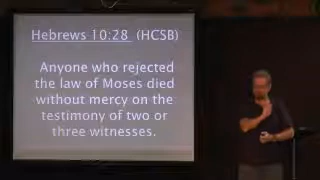 Hebrews 10:28 (HCSB)
Anyone who rejected
the law of Moses died
without mercy on the
testimony of two or
three witnesses.